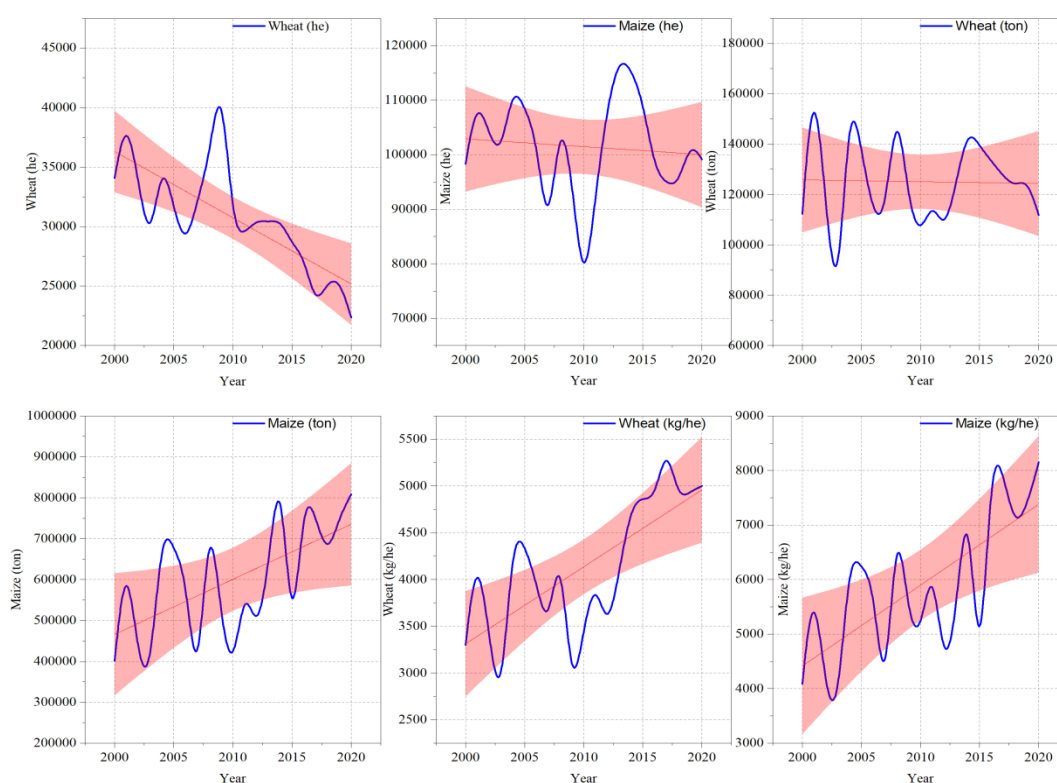 Wheat (he)
45000
40000
35000
30000
25000
20000
Wheat (he)
2000 2005 2010 2015 2020
Year
Maize (he)
120000
110000
100000
90000
80000
70000
Maize (he)
2000 2005 2010 2015 2020
Year
Wheat (ton)
180000
160000
140000
120000
100000
80000
60000
Wheat (ton)
2000 2005 2010 2015 2020
Year
Maize (ton)
1000000
900000
800000
700000
600000
500000
400000
300000
200000
Maize (ton)
2000 2005 2010 2015 2020
Year
Wheat (kg/he)
5500
5000
4500
4000
3500
3000
2500
Wheat (kg/he)
2000 2005 2010 2015 2020
Year
Maize (kg/he)
9000
8000
7000
6000
5000
4000
3000
Maize (kg/he)
2000 2005 2010 2015 2020
Year